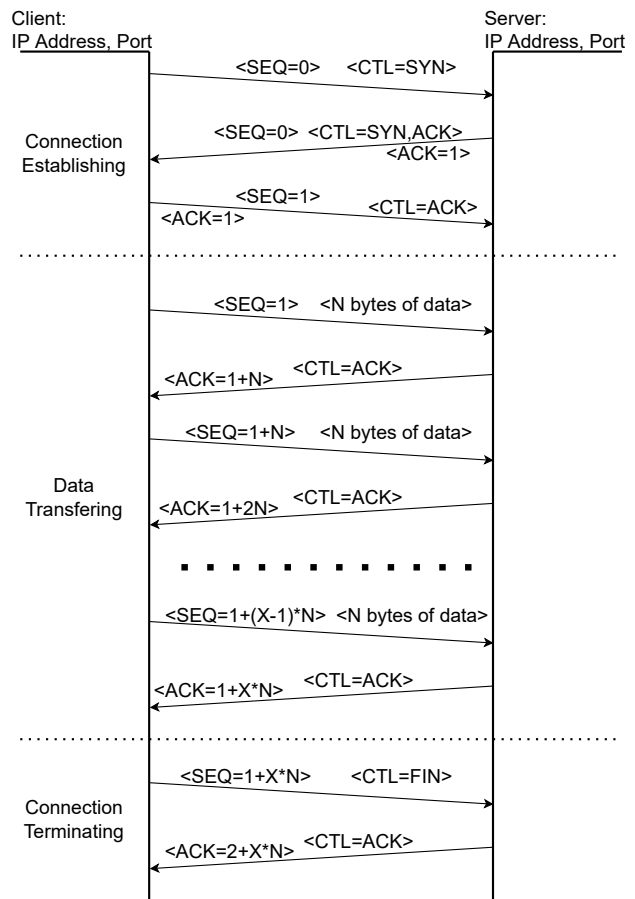 Client:
IP Address, Port
Server:
IP Address, Port
<SEQ=0> <CTL=SYN>
<SEQ=0> <CTL=SYN,ACK>
<ACK=1>
Connection
Establishing
<SEQ=1>
<CTL=ACK>
<ACK=1>
<SEQ=1> <N bytes of data>
<CTL=ACK>
<ACK=1+N>
<SEQ=1+N> <N bytes of data>
Data
Transfering
<CTL=ACK>
<ACK=1+2N>
<SEQ=1+(X-1)*N> <N bytes of data>
<CTL=ACK>
<ACK=1+X*N>
<SEQ=1+X*N> <CTL=FIN>
Connection
Terminating
<CTL=ACK>
<ACK=2+X*N>